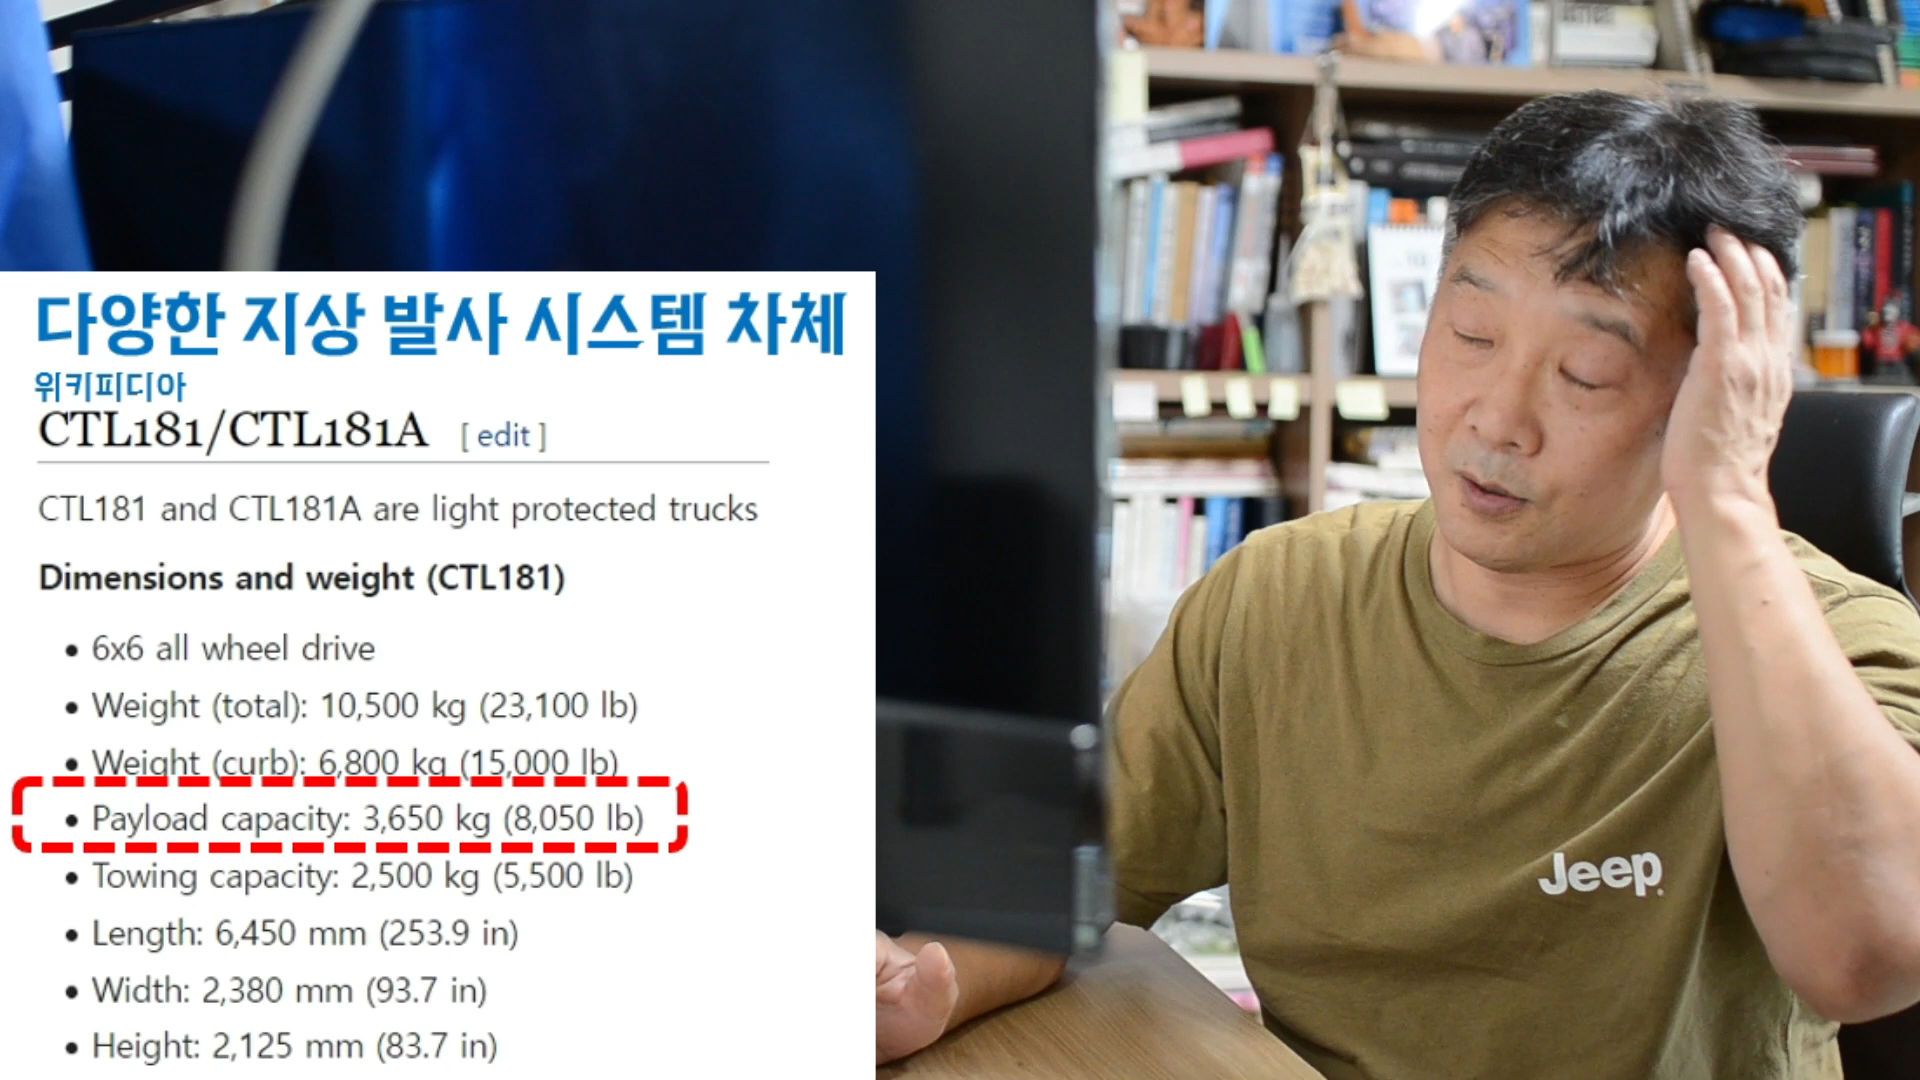 다양한 지상 발사 시스템 차체
위키피디아
CTL181/CTL181A [ edit ]
CTL181 and CTL181A are light protected trucks
Dimensions and weight (CTL181)
• 6x6 all wheel drive
• Weight (total): 10,500 kg (23,100 lb)
• Weight (curb): 6,800 kg (15,000 lb)
• Payload capacity: 3,650 kg (8,050 lb)
• Towing capacity: 2,500 kg (5,500 lb)
• Length: 6,450 mm (253.9 in)
• Width: 2,380 mm (93.7 in)
• Height: 2,125 mm (83.7 in)
Jeep